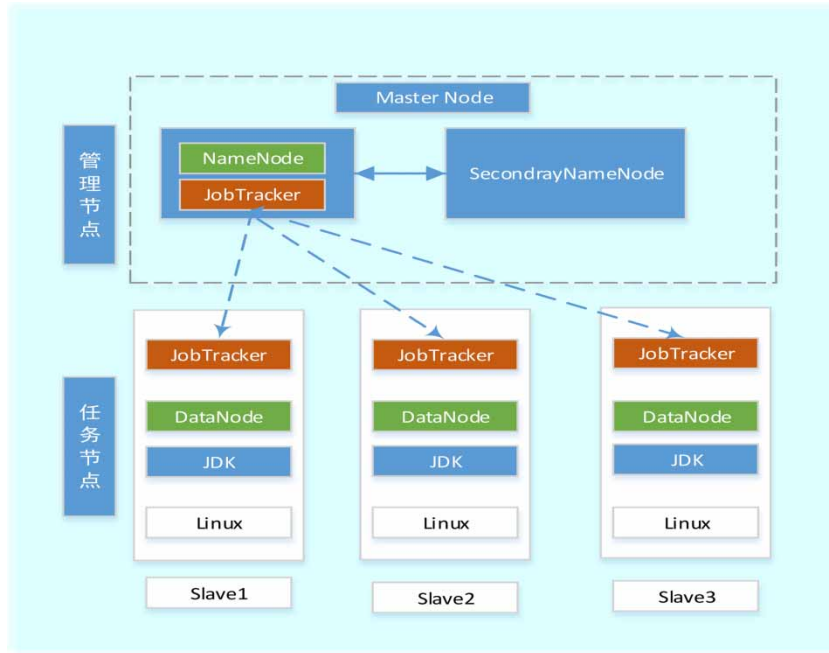 Master Node
管理节点
NameNode
JobTracker
SecondrayNameNode
任务节点
JobTracker
DataNode
JDK
Linux
Slave1
JobTracker
DataNode
JDK
Linux
Slave2
JobTracker
DataNode
JDK
Linux
Slave3